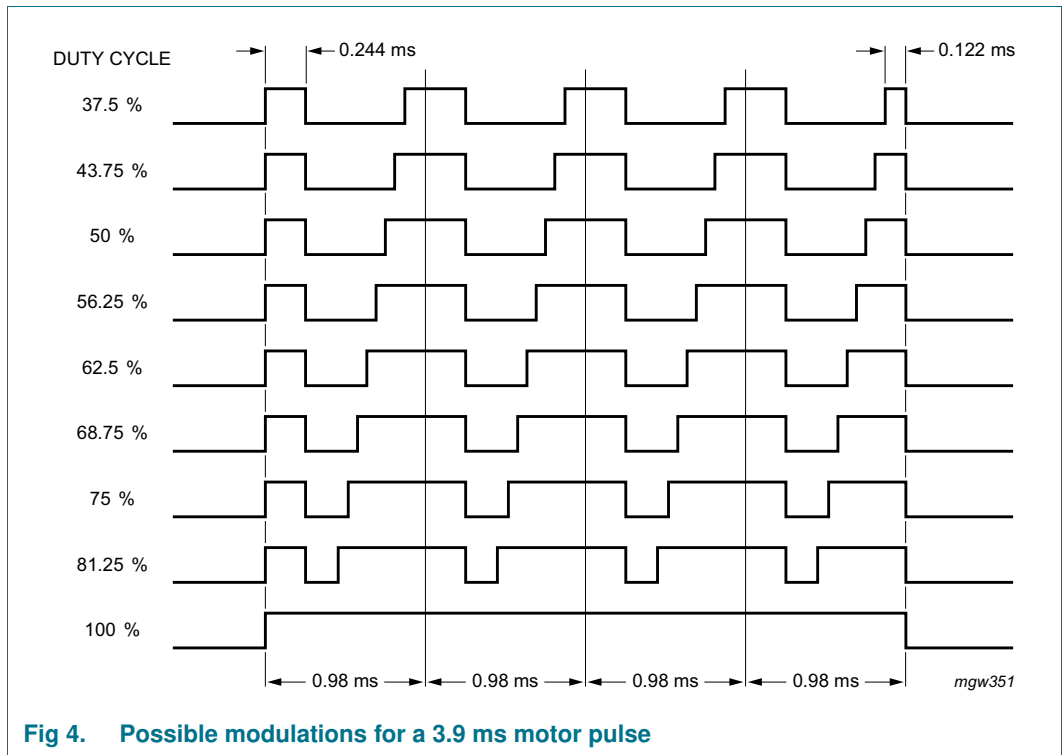 DUTY CYCLE
0.244 ms
0.122 ms
37.5 %
43.75 %
50 %
56.25 %
62.5 %
68.75 %
75 %
81.25 %
100 %
0.98 ms 0.98 ms 0.98 ms 0.98 ms
mgw351
Fig 4. Possible modulations for a 3.9 ms motor pulse